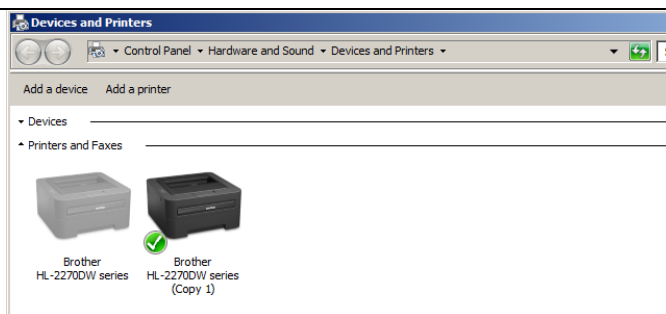 Devices and Printers
Control Panel Hardware and Sound Devices and Printers
Add a device Add a printer
Devices
Printers and Faxes
Brother
HL-2270DW series
Brother
HL-2270DW series
(Copy 1)